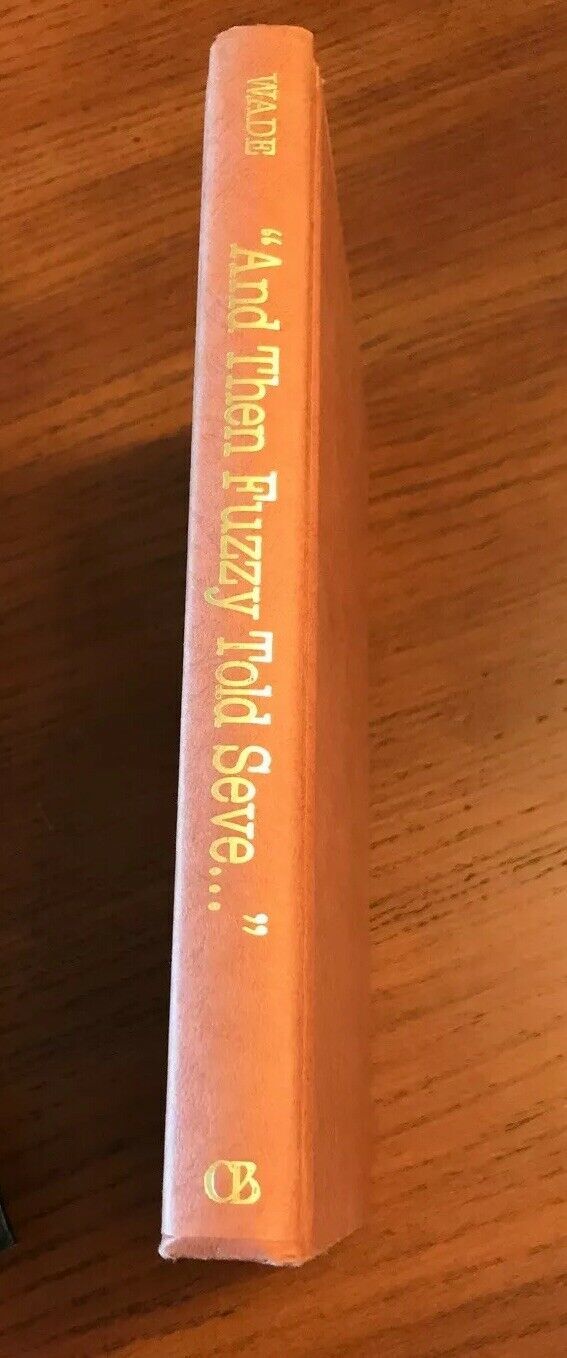 WADE
“And Then Fuzzy Told Seve...”
CB